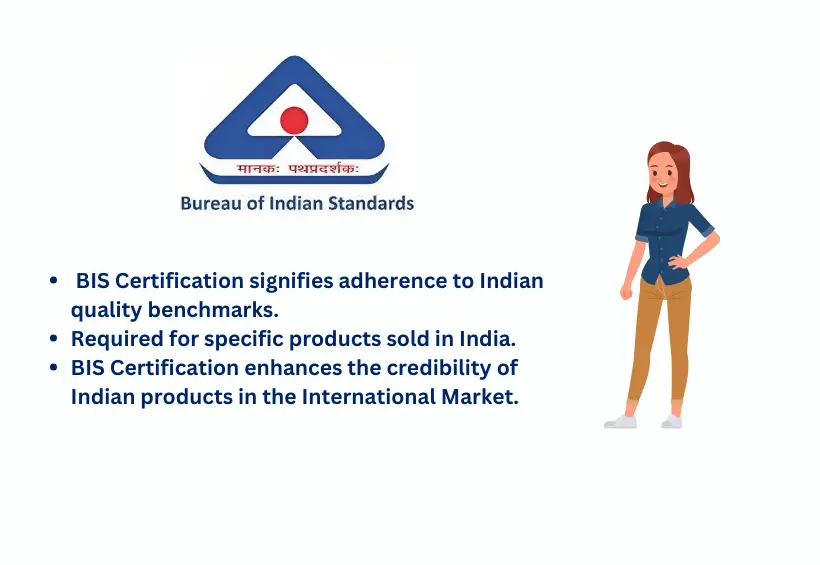 मानकः पथप्रदर्शकः
Bureau of Indian Standards
• BIS Certification signifies adherence to Indian
quality benchmarks.
• Required for specific products sold in India.
• BIS Certification enhances the credibility of
Indian products in the International Market.